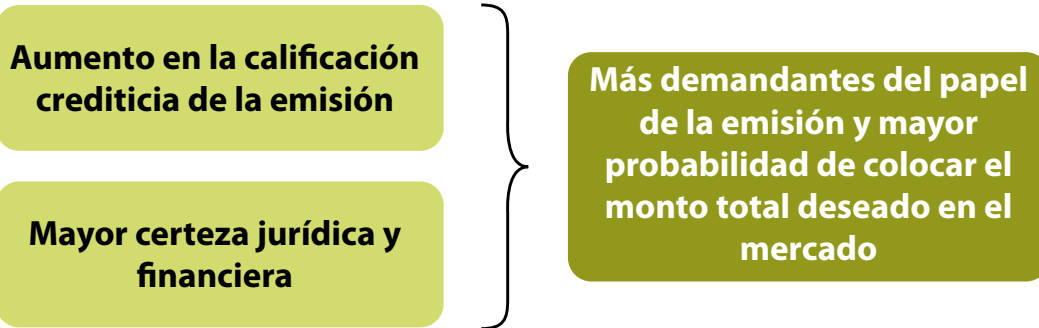 Aumento en la calificación
crediticia de la emisión
Mayor certeza jurídica y
financiera
Más demandantes del papel
de la emisión y mayor
probabilidad de colocar el
monto total deseado en el
mercado